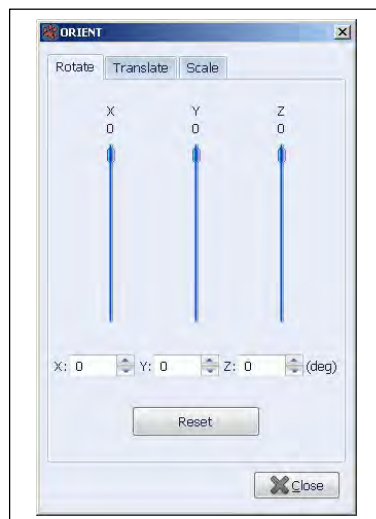 ORIENT
Rotate Translate Scale
X Y Z
0 0 0
X: 0 Y: 0 Z: 0 (deg)
Reset
Close